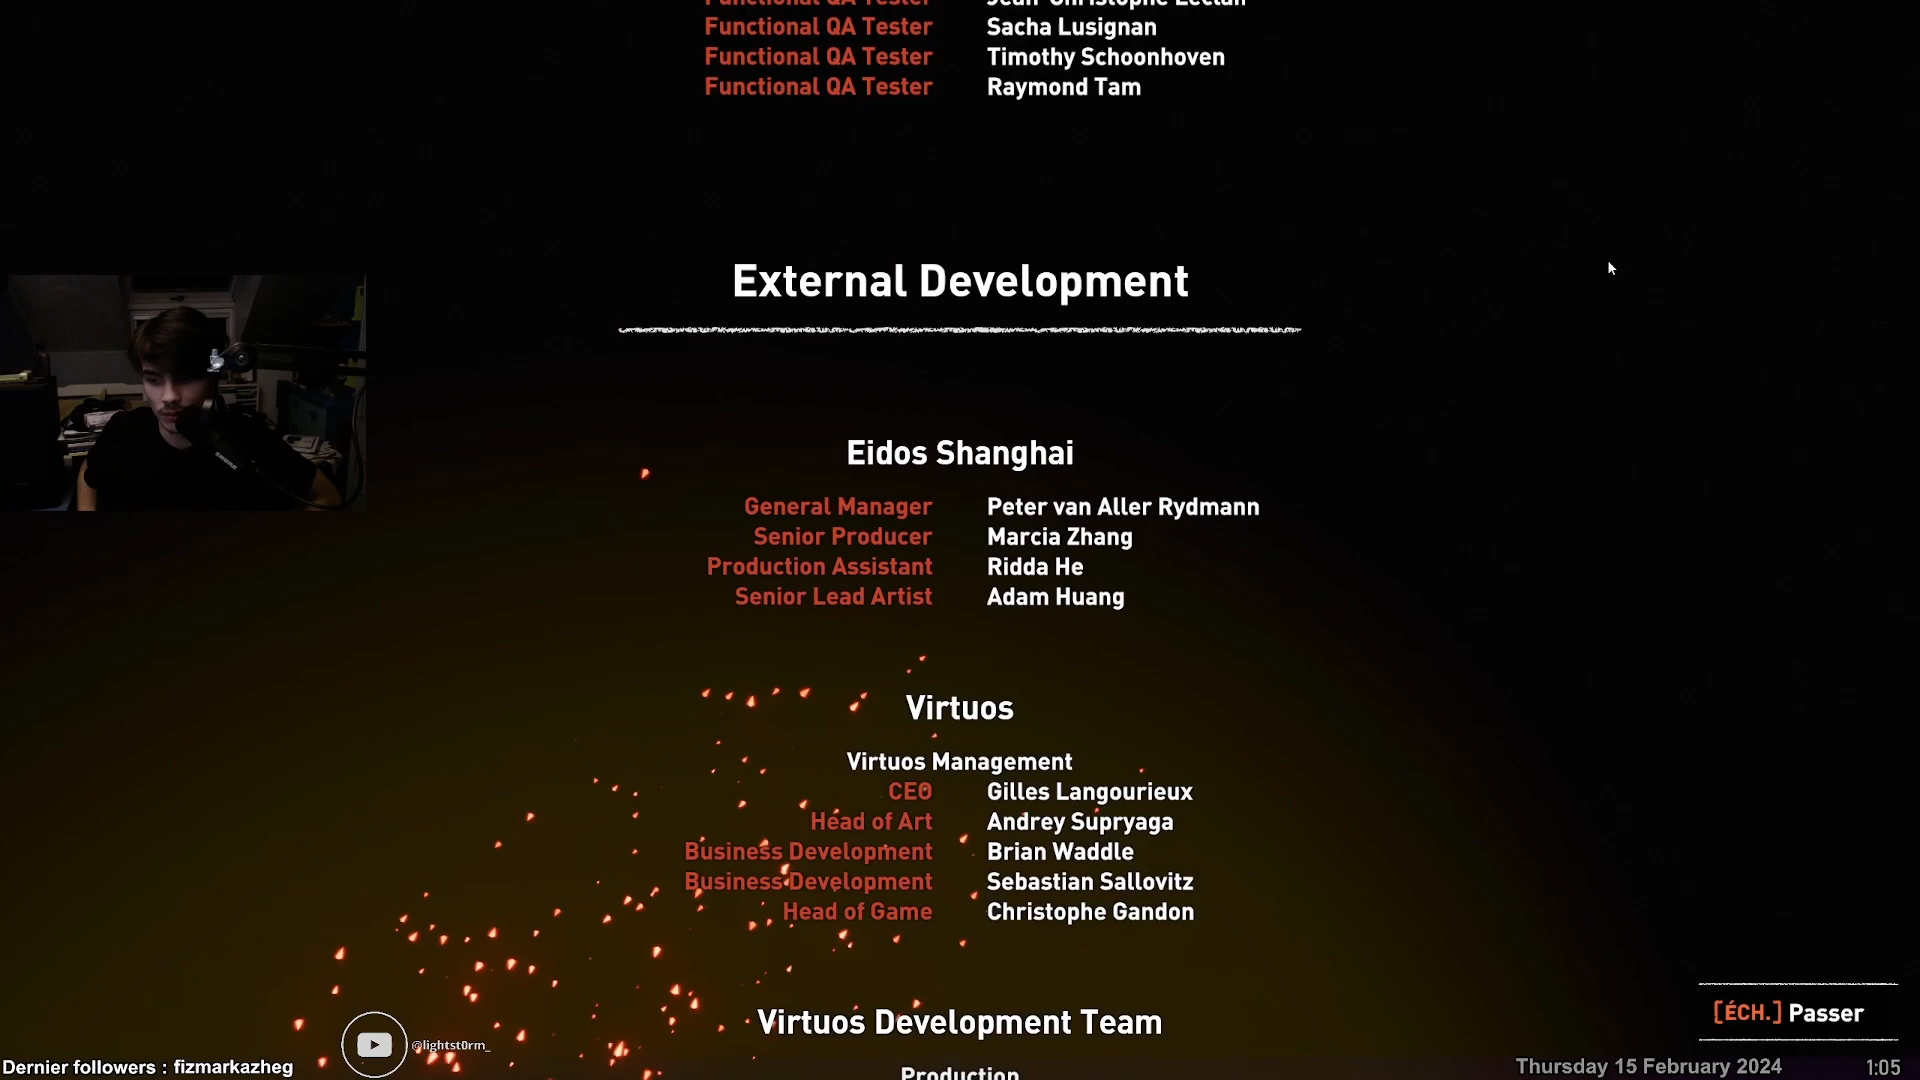 Functional QA Tester
Functional QA Tester Sacha Lusignan
Functional QA Tester Timothy Schoonhoven
Functional QA Tester Raymond Tam
External Development
Eidos Shanghai
General Manager Peter van Aller Rydmann
Senior Producer Marcia Zhang
Production Assistant Ridda He
Senior Lead Artist Adam Huang
Virtuos
Virtuos Management
CEO Gilles Langourieux
Head of Art Andrey Supryaga
Business Development Brian Waddle
Business Development Sebastian Sallovitz
Head of Game Christophe Gandon
Virtuos Development Team
Production
[ÉCH.] Passer
@lightst0rm_
Dernier followers : fizmarkazheg
Thursday 15 February 2024 1:05
SHURE